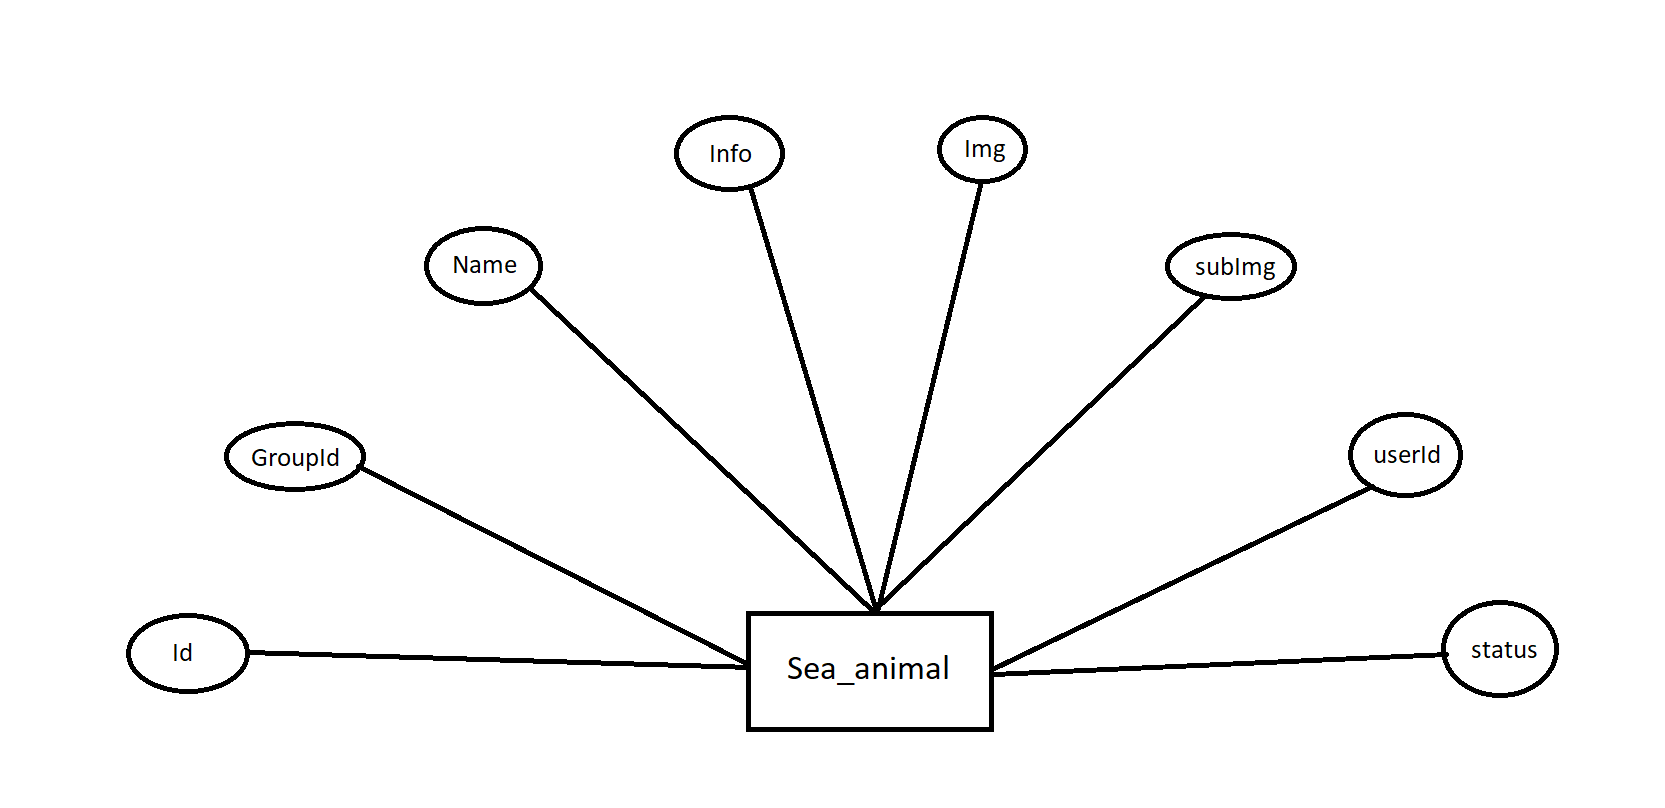 Info
Img
Name
subImg
GroupId
userId
Id
Sea_animal
status